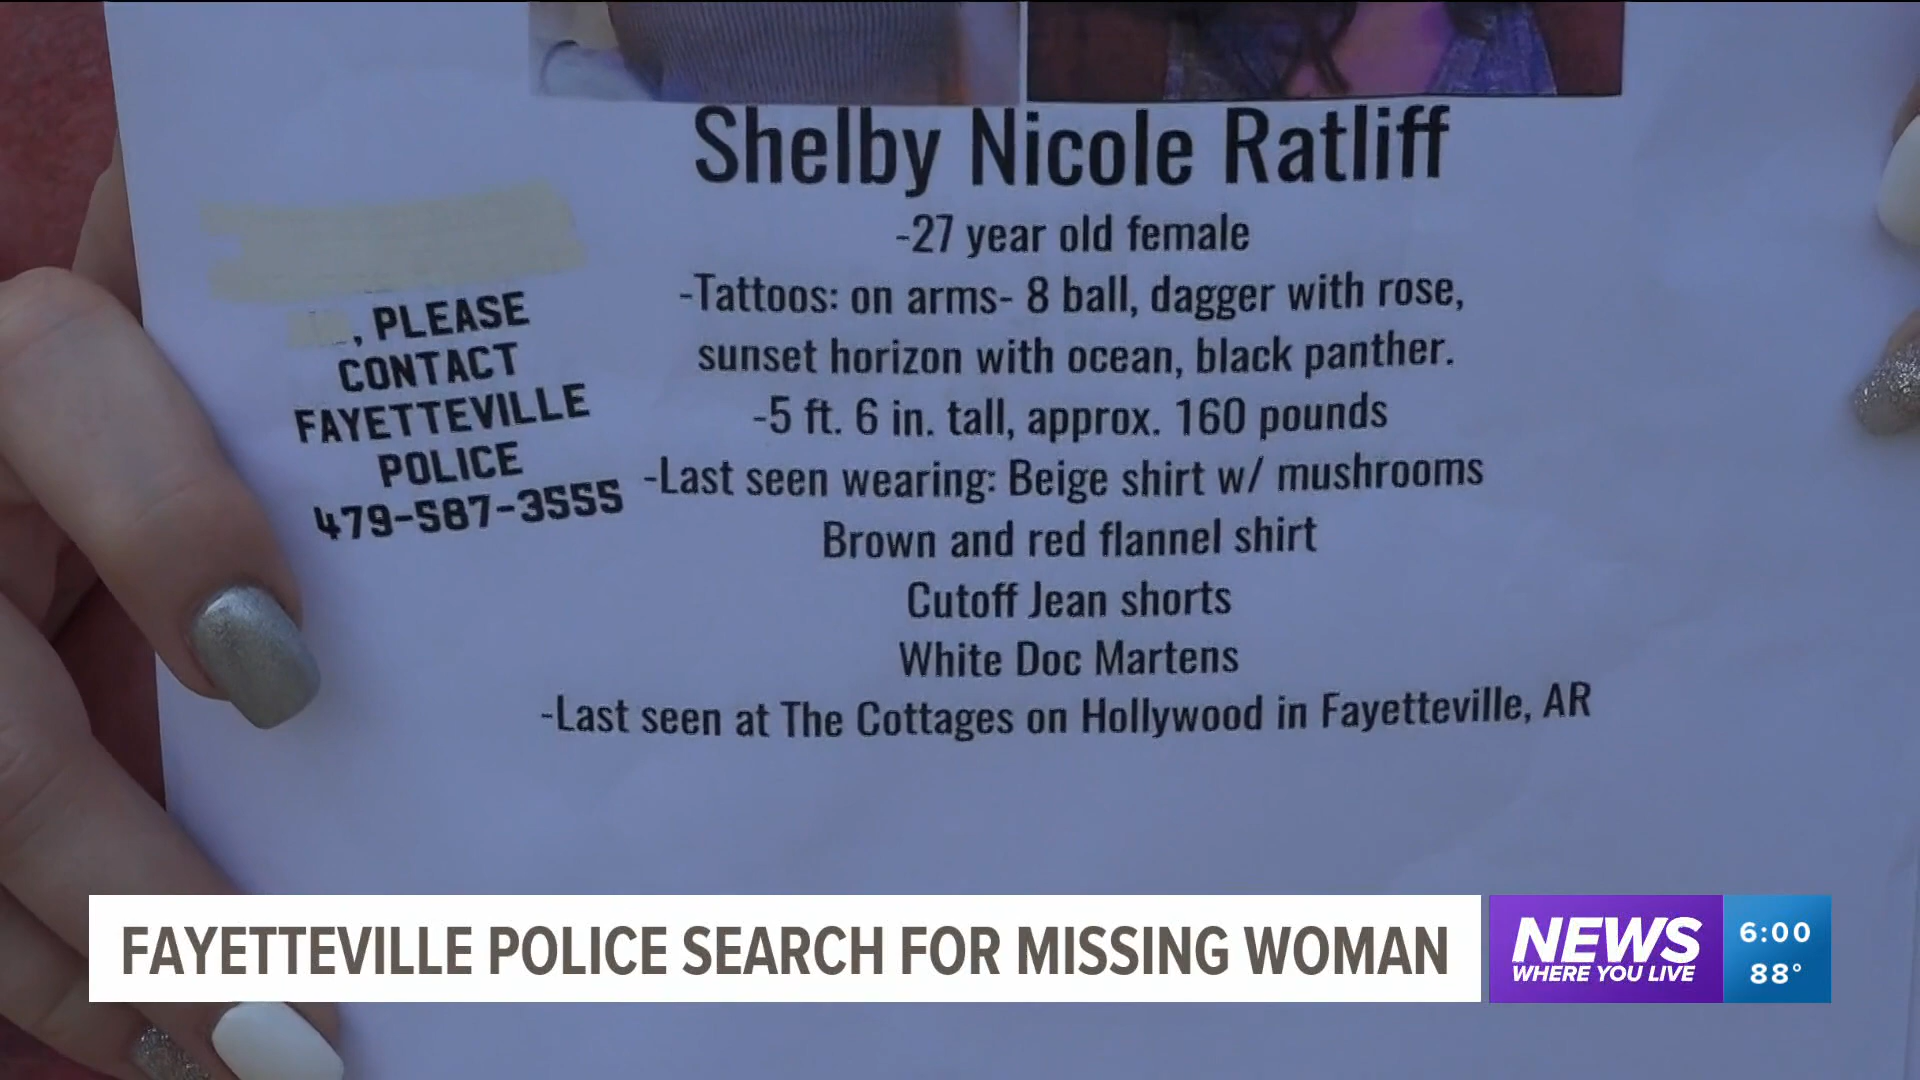 Shelby Nicole Ratliff
-27 year old female
-Tattoos: on arms- 8 ball, dagger with rose,
sunset horizon with ocean, black panther.
-5 ft. 6 in. tall, approx. 160 pounds
-Last seen wearing: Beige shirt w/ mushrooms
Brown and red flannel shirt
Cutoff Jean shorts
White Doc Martens
-Last seen at The Cottages on Hollywood in Fayetteville, AR
, PLEASE
CONTACT
FAYETTEVILLE
POLICE
479-587-3555
FAYETTEVILLE POLICE SEARCH FOR MISSING WOMAN
NEWS
WHERE YOU LIVE
6:00
88°